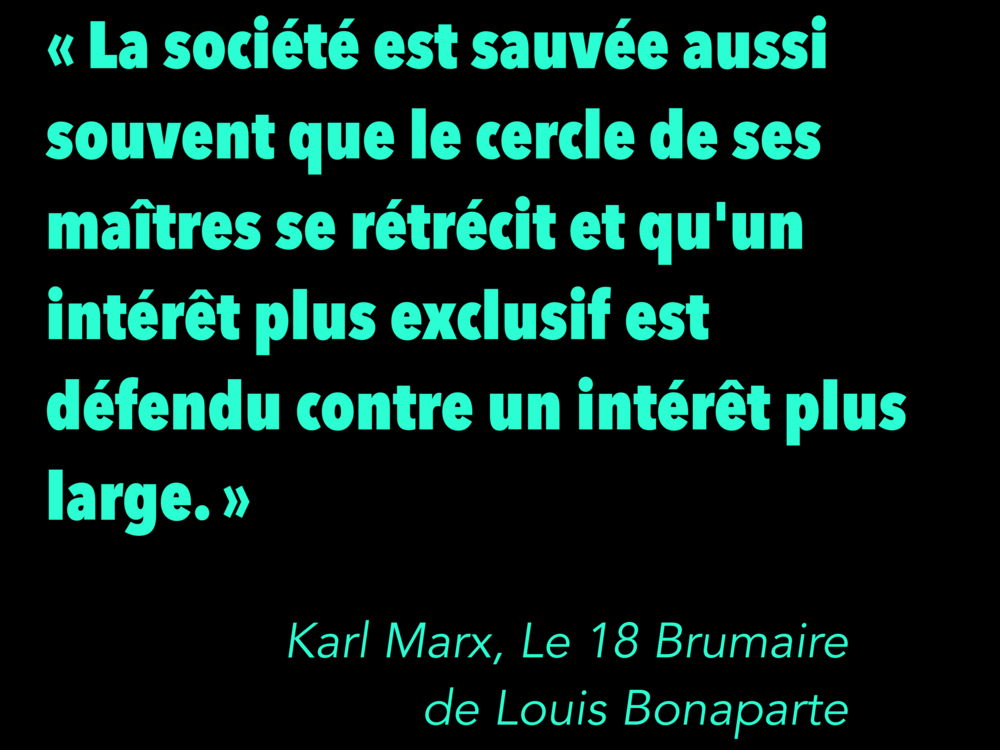 « La société est sauvée aussi
souvent que le cercle de ses
maîtres se rétrécit et qu'un
intérêt plus exclusif est
défendu contre un intérêt plus
large. »
Karl Marx, Le 18 Brumaire
de Louis Bonaparte